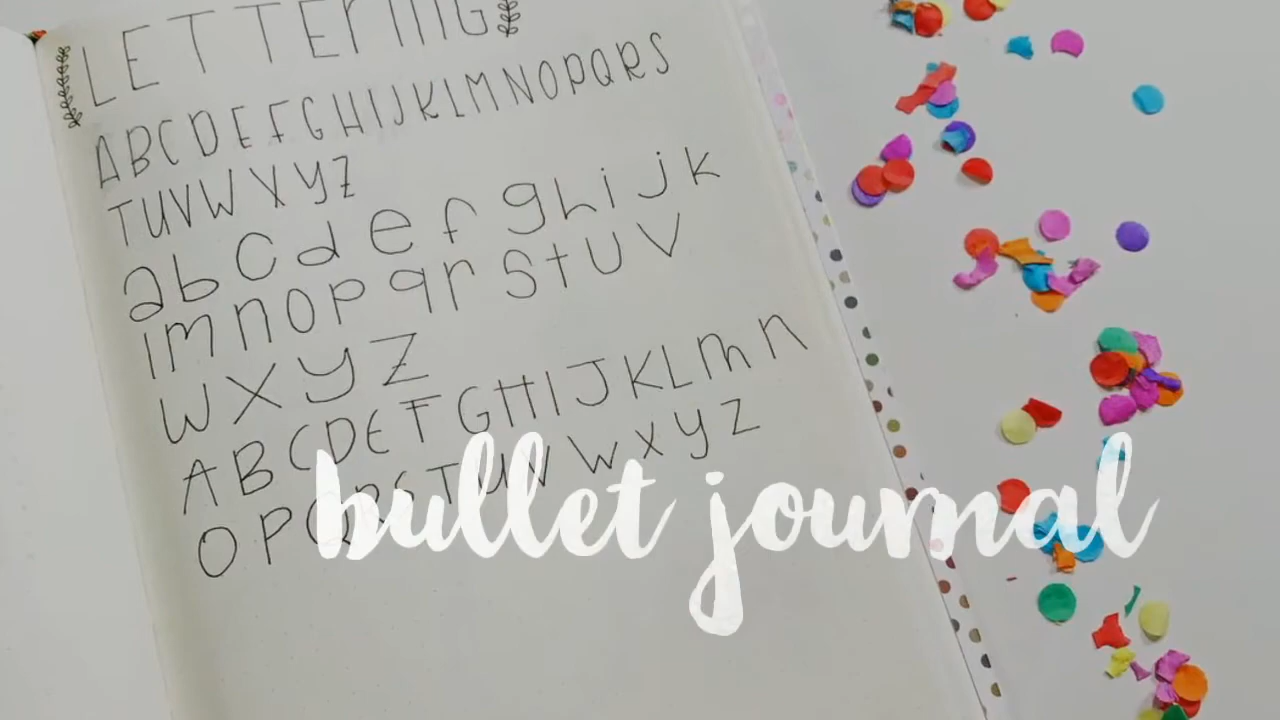 LETTErING
ABCDEFGHIJKLMNOPQRS
TUVWXYZ
abcdefghijk
lmnopqrstuv
wxyz
ABCDEFGHIJKLMN
OPQRSTUVWXYZ
bullet journal